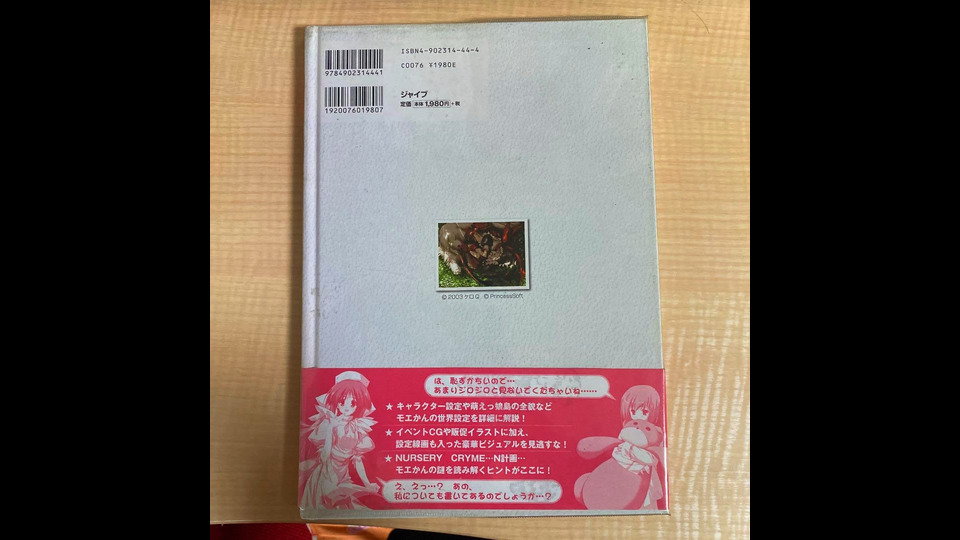 ISBN4-902314-44-4
C0076 ¥1980E
9784902314441
ジャイブ
定価 本体 1,980円 +税
1920076019807
© 2003 ケロQ © PrincessSoft
は、恥ずかちいので…
あまりジロジロと見ないでくだちゃいね……
★ キャラクター設定や萌えっ娘島の全貌など
モエかんの世界設定を詳細に解説！
★ イベントCGや販促イラストに加え、
設定線画も入った豪華ビジュアルを見逃すな！
★ NURSERY CRYME…N計画…
モエかんの謎を読み解くヒントがここに！
え、えっ…？ あの、
私についても書いてあるのでしょうか…？